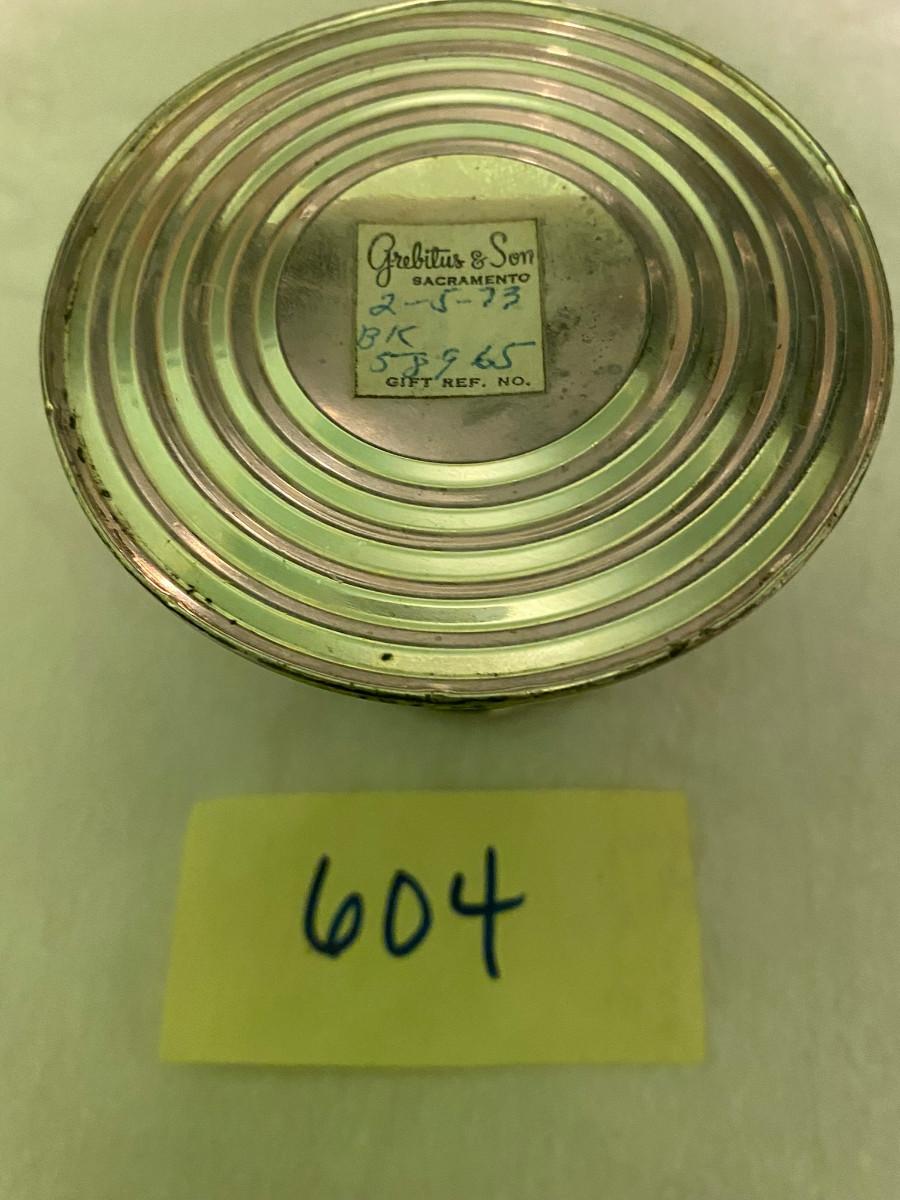 Grebitus & Son
SACRAMENTO
2-5-73
BK
58965
GIFT REF. NO.
604